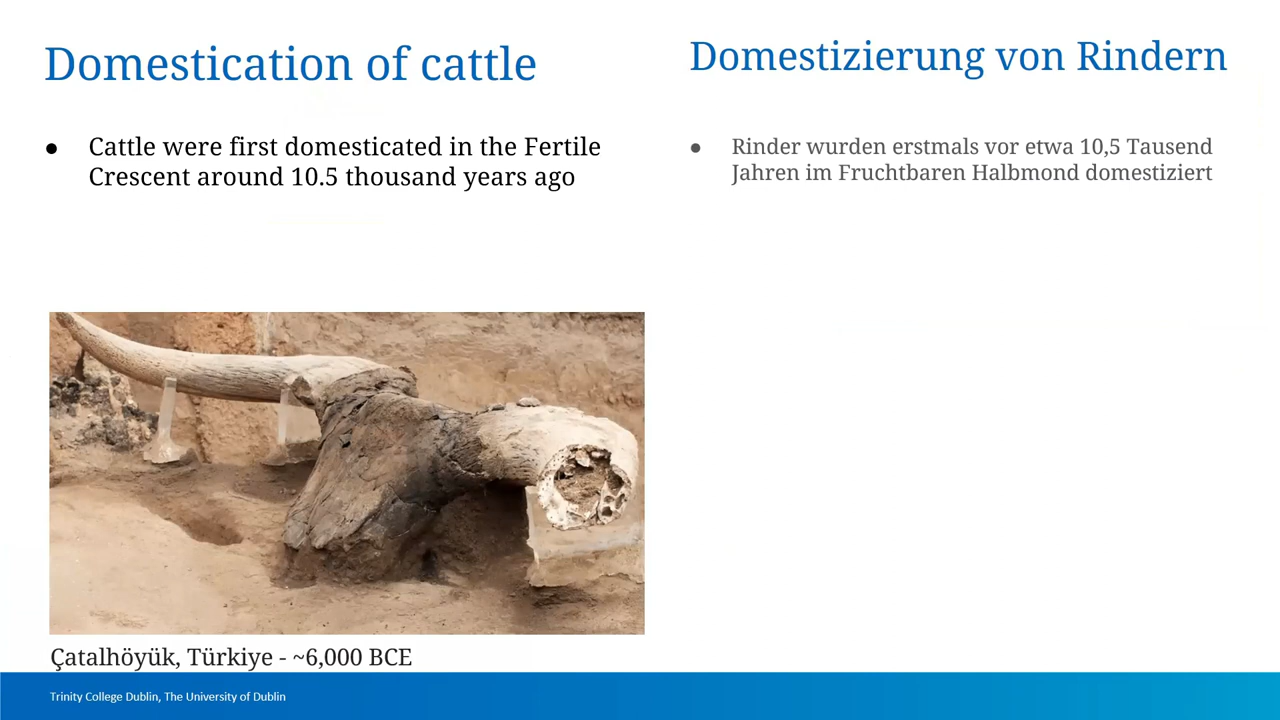 Domestication of cattle
● Cattle were first domesticated in the Fertile
Crescent around 10.5 thousand years ago
Çatalhöyük, Türkiye - ~6,000 BCE
Domestizierung von Rindern
● Rinder wurden erstmals vor etwa 10,5 Tausend
Jahren im Fruchtbaren Halbmond domestiziert
Trinity College Dublin, The University of Dublin